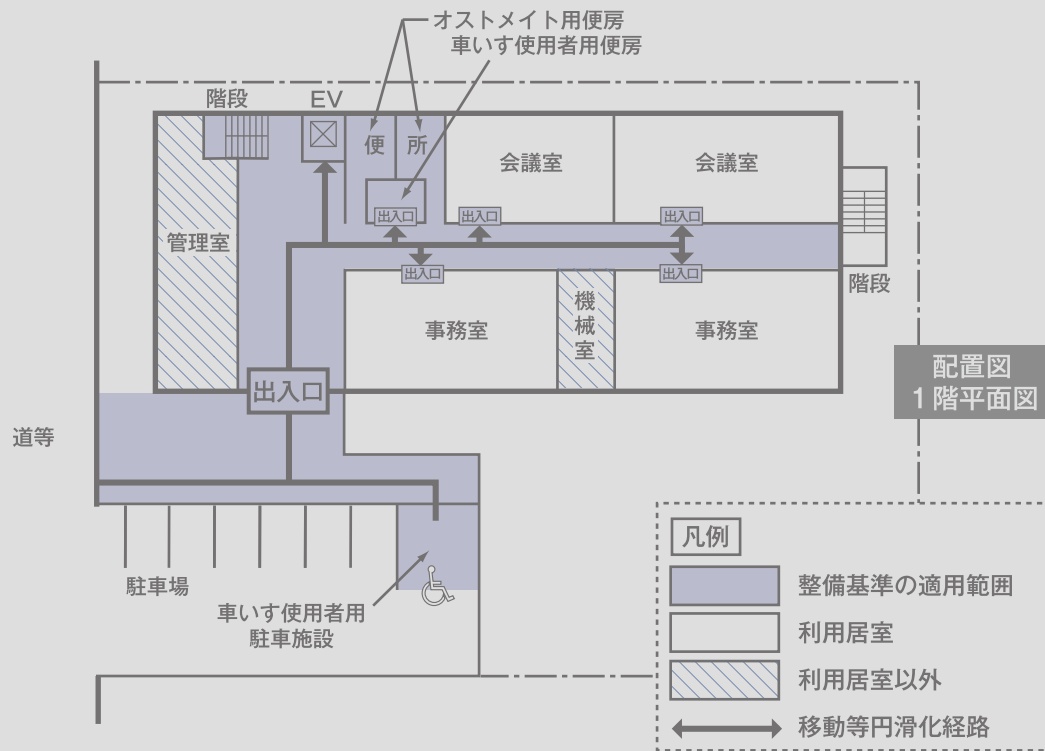 オストメイト用便房
車いす使用者用便房
階段
EV
便
所
会議室
会議室
出入口
出入口
出入口
管理室
出入口
出入口
階段
事務室
機械室
事務室
出入口
配置図
1階平面図
道等
駐車場
車いす使用者用
駐車施設
凡例
整備基準の適用範囲
利用居室
利用居室以外
移動等円滑化経路